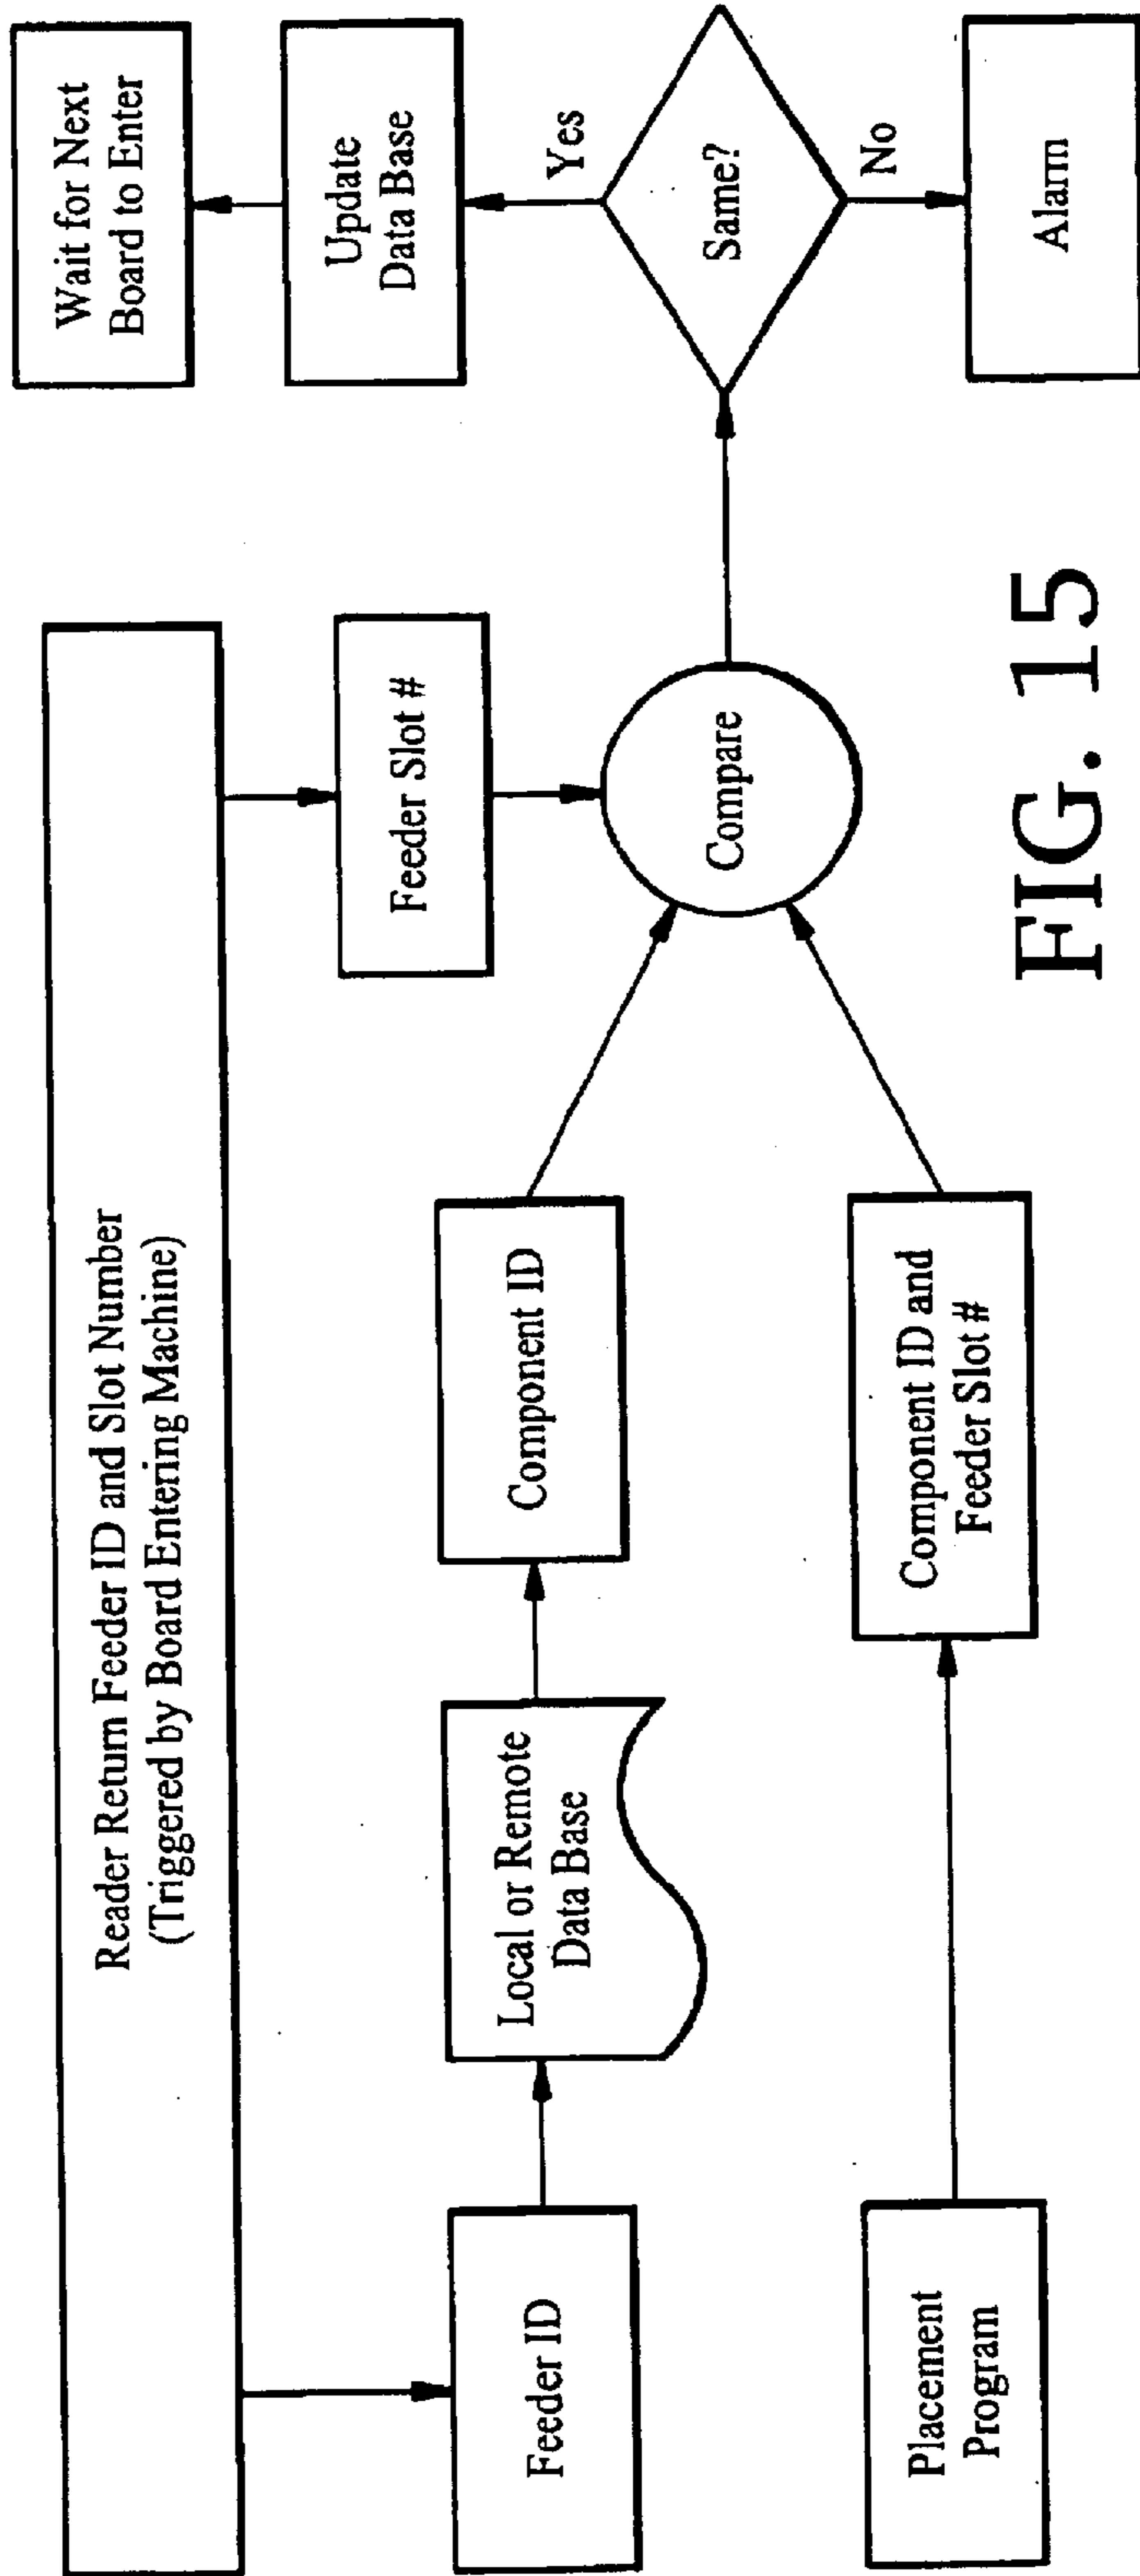 Reader Return Feeder ID and Slot Number
(Triggered by Board Entering Machine)
Wait for Next
Board to Enter
Update
Data Base
Feeder Slot #
Yes
Feeder ID
Local or Remote
Data Base
Component ID
Compare
Same?
No
Placement
Program
Component ID and
Feeder Slot #
Alarm
FIG. 15